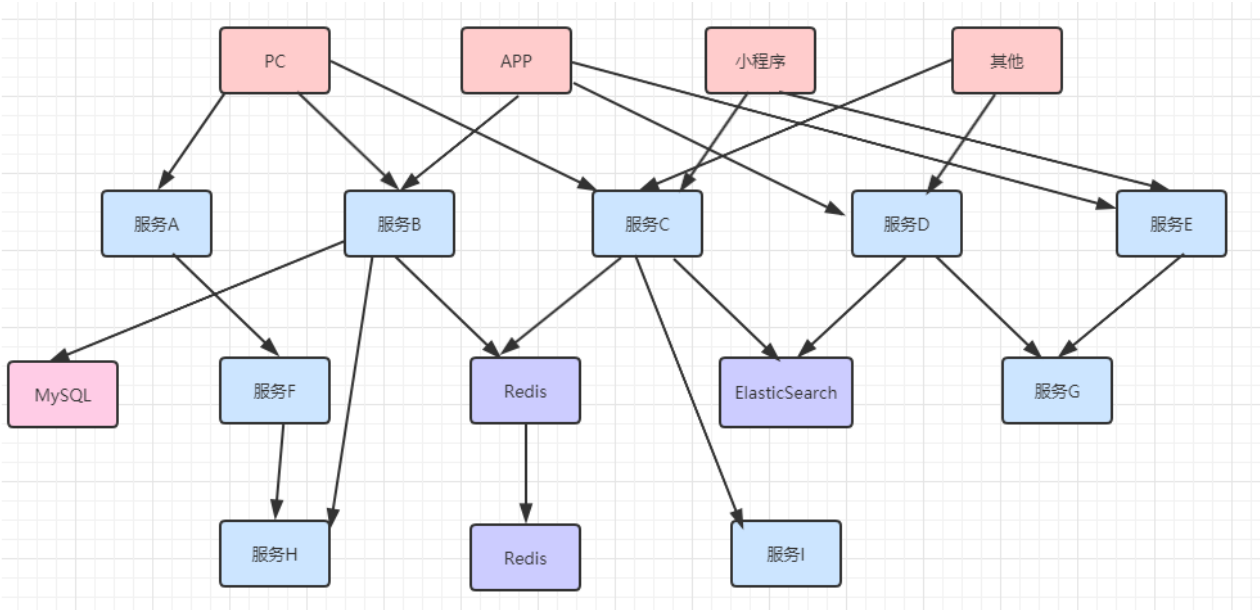 PC
APP
小程序
其他
服务A
服务B
服务C
服务D
服务E
MySQL
服务F
Redis
ElasticSearch
服务G
服务H
Redis
服务I